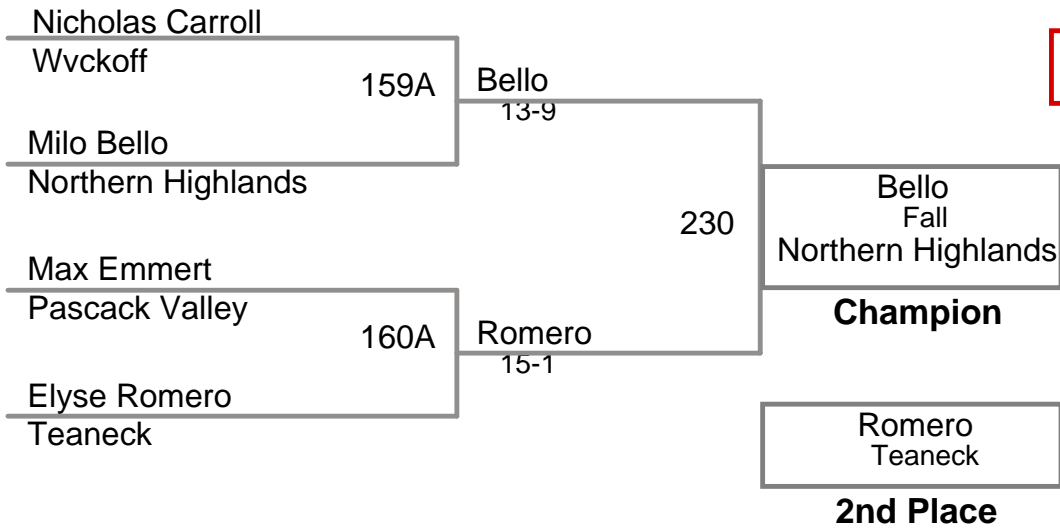 Nicholas Carroll
Wyckoff
159A
Bello
13-9
Milo Bello
Northern Highlands
230
Bello
Fall
Northern Highlands
Champion
Max Emmert
Pascack Valley
160A
Romero
15-1
Elyse Romero
Teaneck
Romero
Teaneck
2nd Place